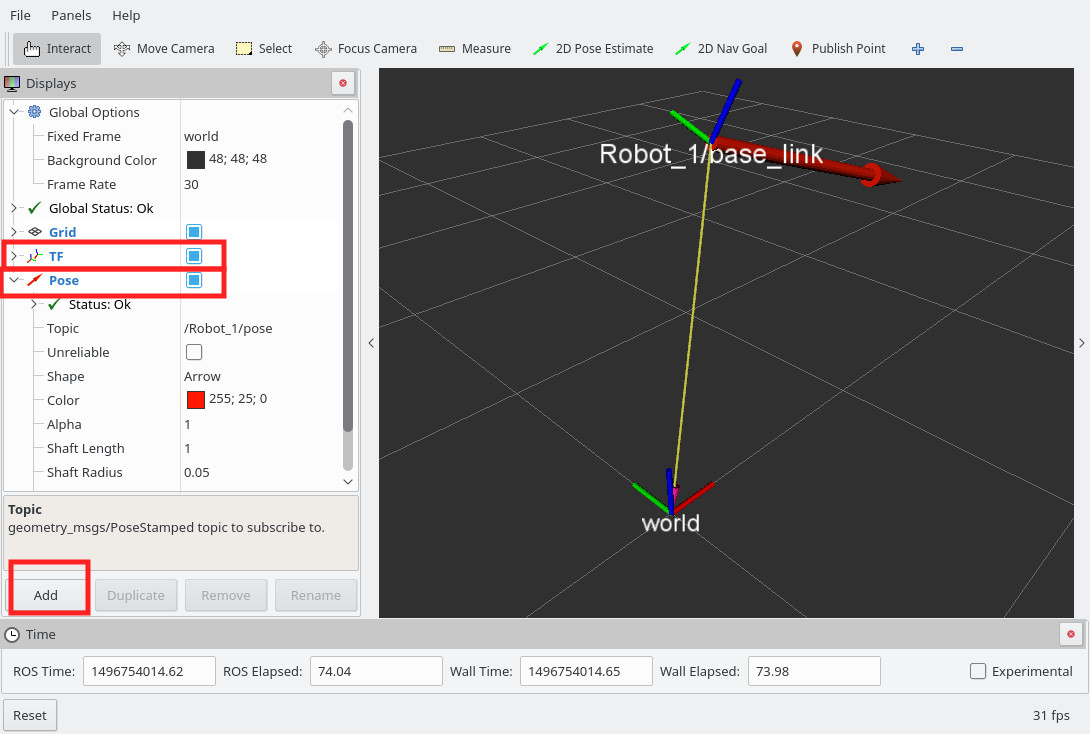 File Panels Help
Interact Move Camera Select Focus Camera Measure 2D Pose Estimate 2D Nav Goal Publish Point
Displays
Global Options
Fixed Frame world
Background Color 48; 48; 48
Frame Rate 30
Global Status: Ok
Grid
TF
Pose
Status: Ok
Topic /Robot_1/pose
Unreliable
Shape Arrow
Color 255; 25; 0
Alpha 1
Shaft Length 1
Shaft Radius 0.05
Topic
geometry_msgs/PoseStamped topic to subscribe to.
Add Duplicate Remove Rename
Robot_1/base_link
world
Time
ROS Time: 1496754014.62 ROS Elapsed: 74.04 Wall Time: 1496754014.65 Wall Elapsed: 73.98 Experimental
Reset 31 fps